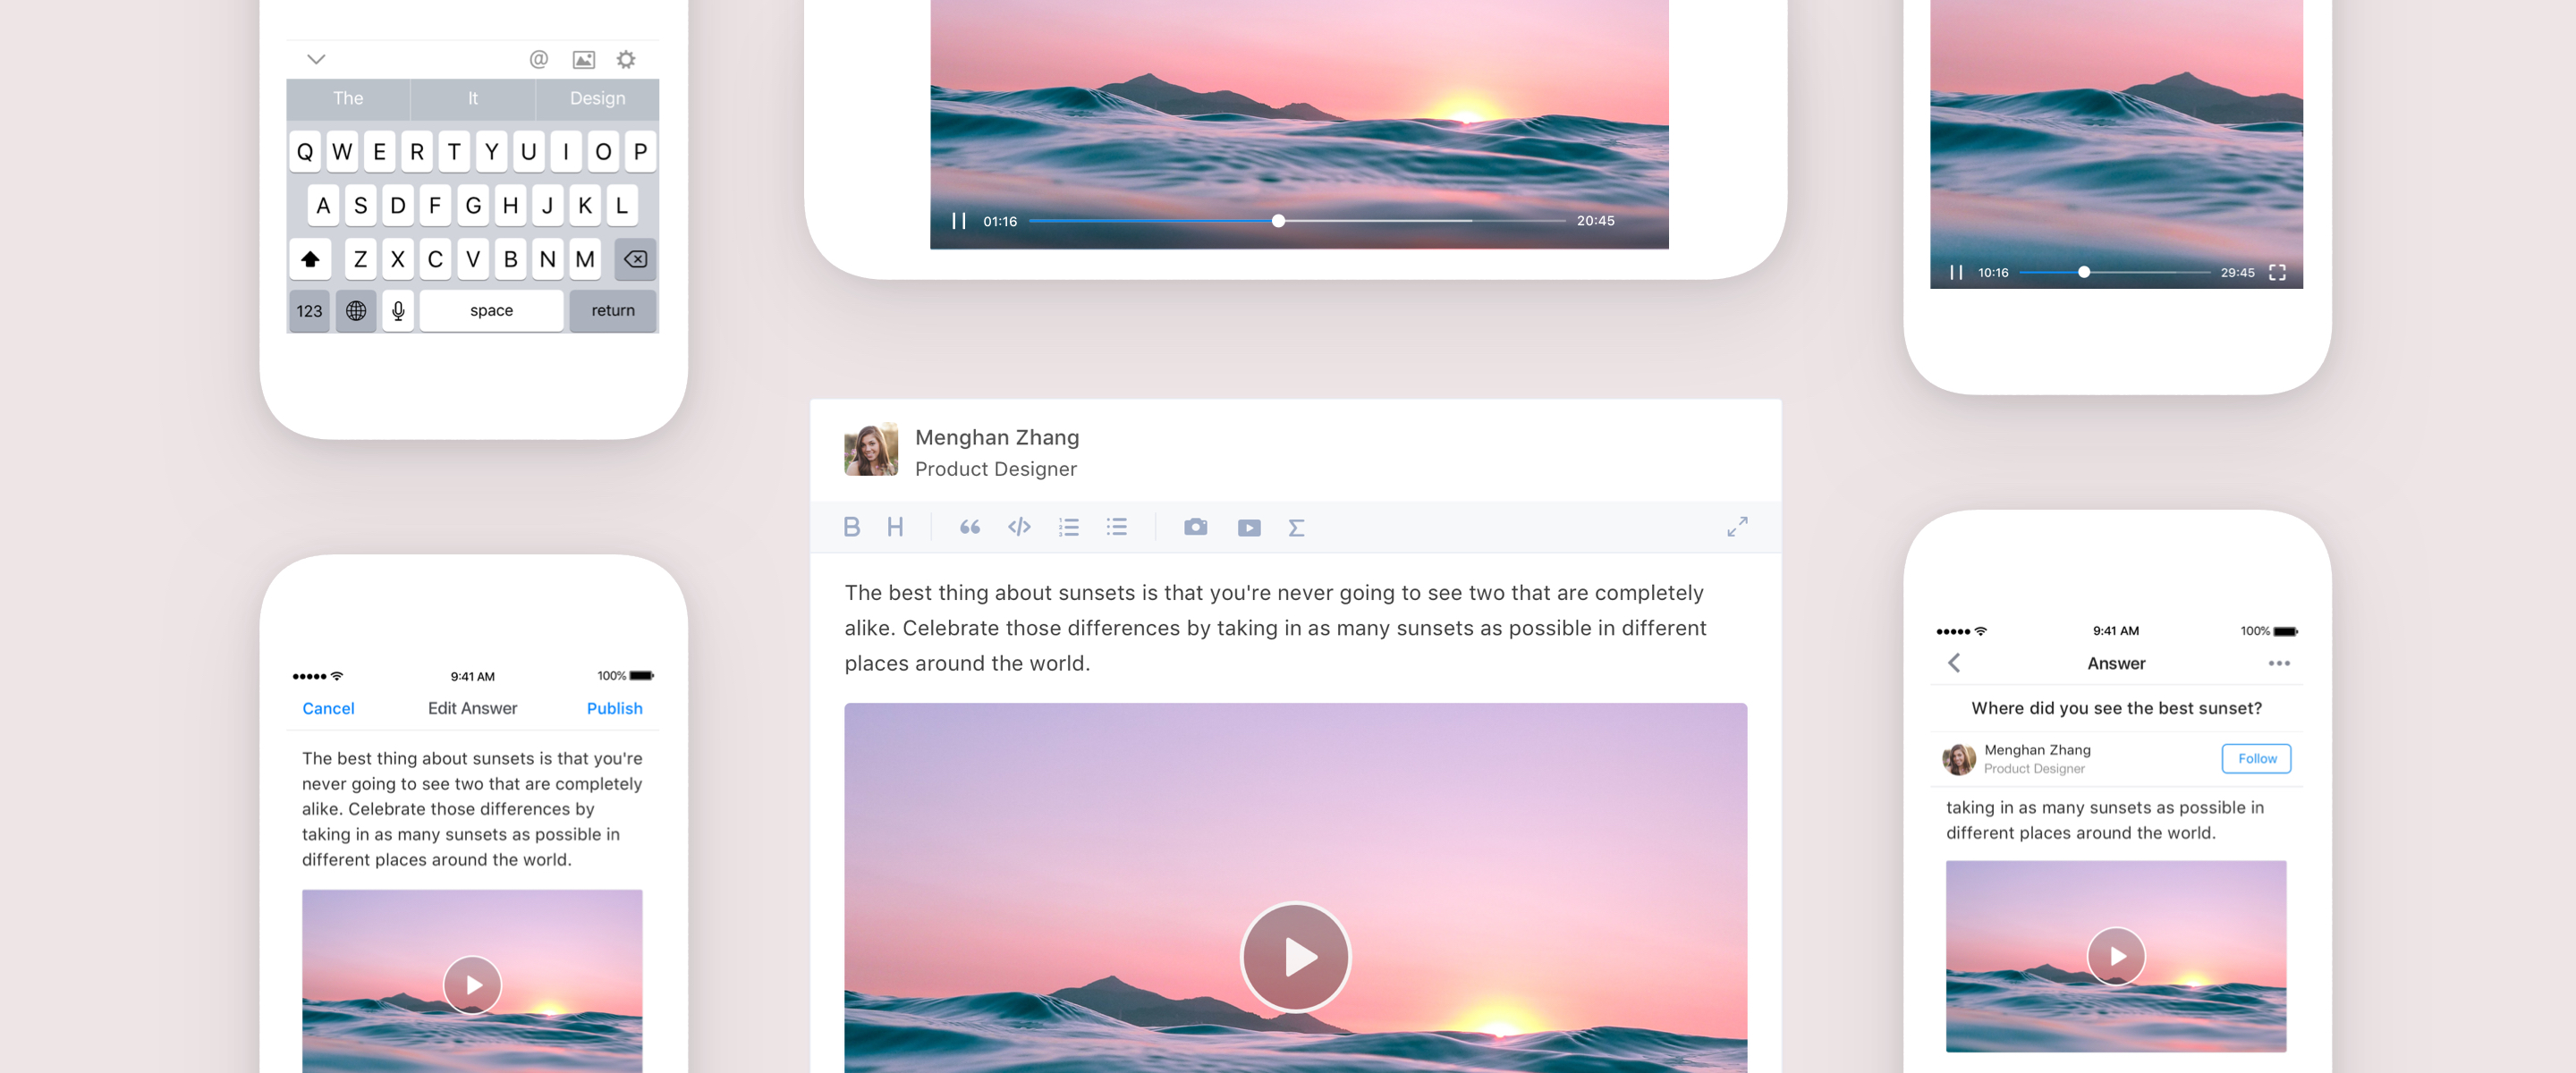 @
The It Design
Q W E R T Y U I O P
A S D F G H J K L
Z X C V B N M
123 space return
01:16 20:45
10:16 29:45
Menghan Zhang
Product Designer
B H
The best thing about sunsets is that you're never going to see two that are completely
alike. Celebrate those differences by taking in as many sunsets as possible in different
places around the world.
9:41 AM 100%
Cancel Edit Answer Publish
The best thing about sunsets is that you're
never going to see two that are completely
alike. Celebrate those differences by
taking in as many sunsets as possible in
different places around the world.
9:41 AM 100%
Answer
Where did you see the best sunset?
Menghan Zhang
Product Designer
Follow
taking in as many sunsets as possible in
different places around the world.